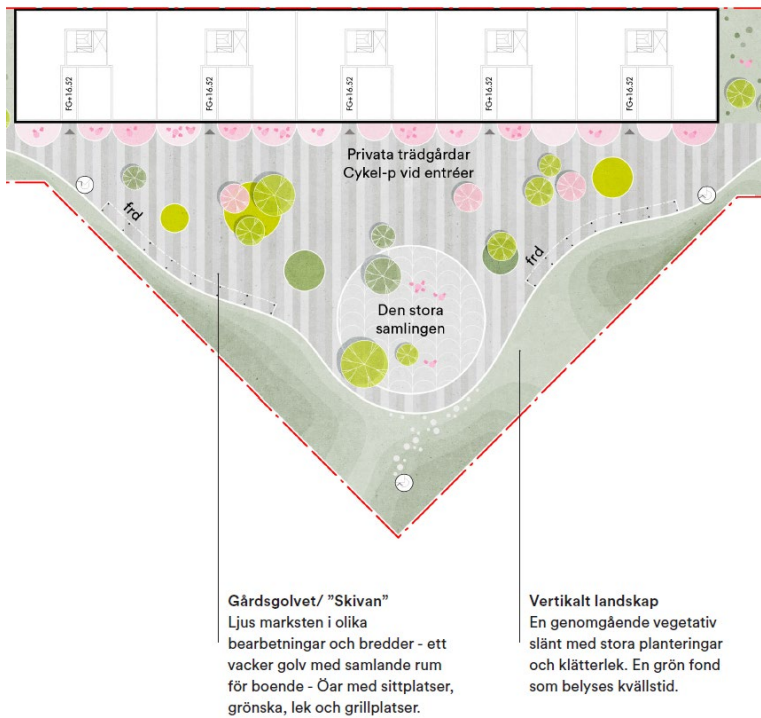 FG+16.52
FG+16.52
FG+16.52
FG+16.52
FG+16.52
Privata trädgårdar
Cykel-p vid entréer
frd
frd
Den stora
samlingen
Gårdsgolvet/ ”Skivan”
Ljus marksten i olika
bearbetningar och bredder - ett
vacker golv med samlande rum
för boende - Öar med sittplatser,
grönska, lek och grillplatser.
Vertikalt landskap
En genomgående vegetativ
slänt med stora planteringar
och klätterlek. En grön fond
som belyses kvällstid.